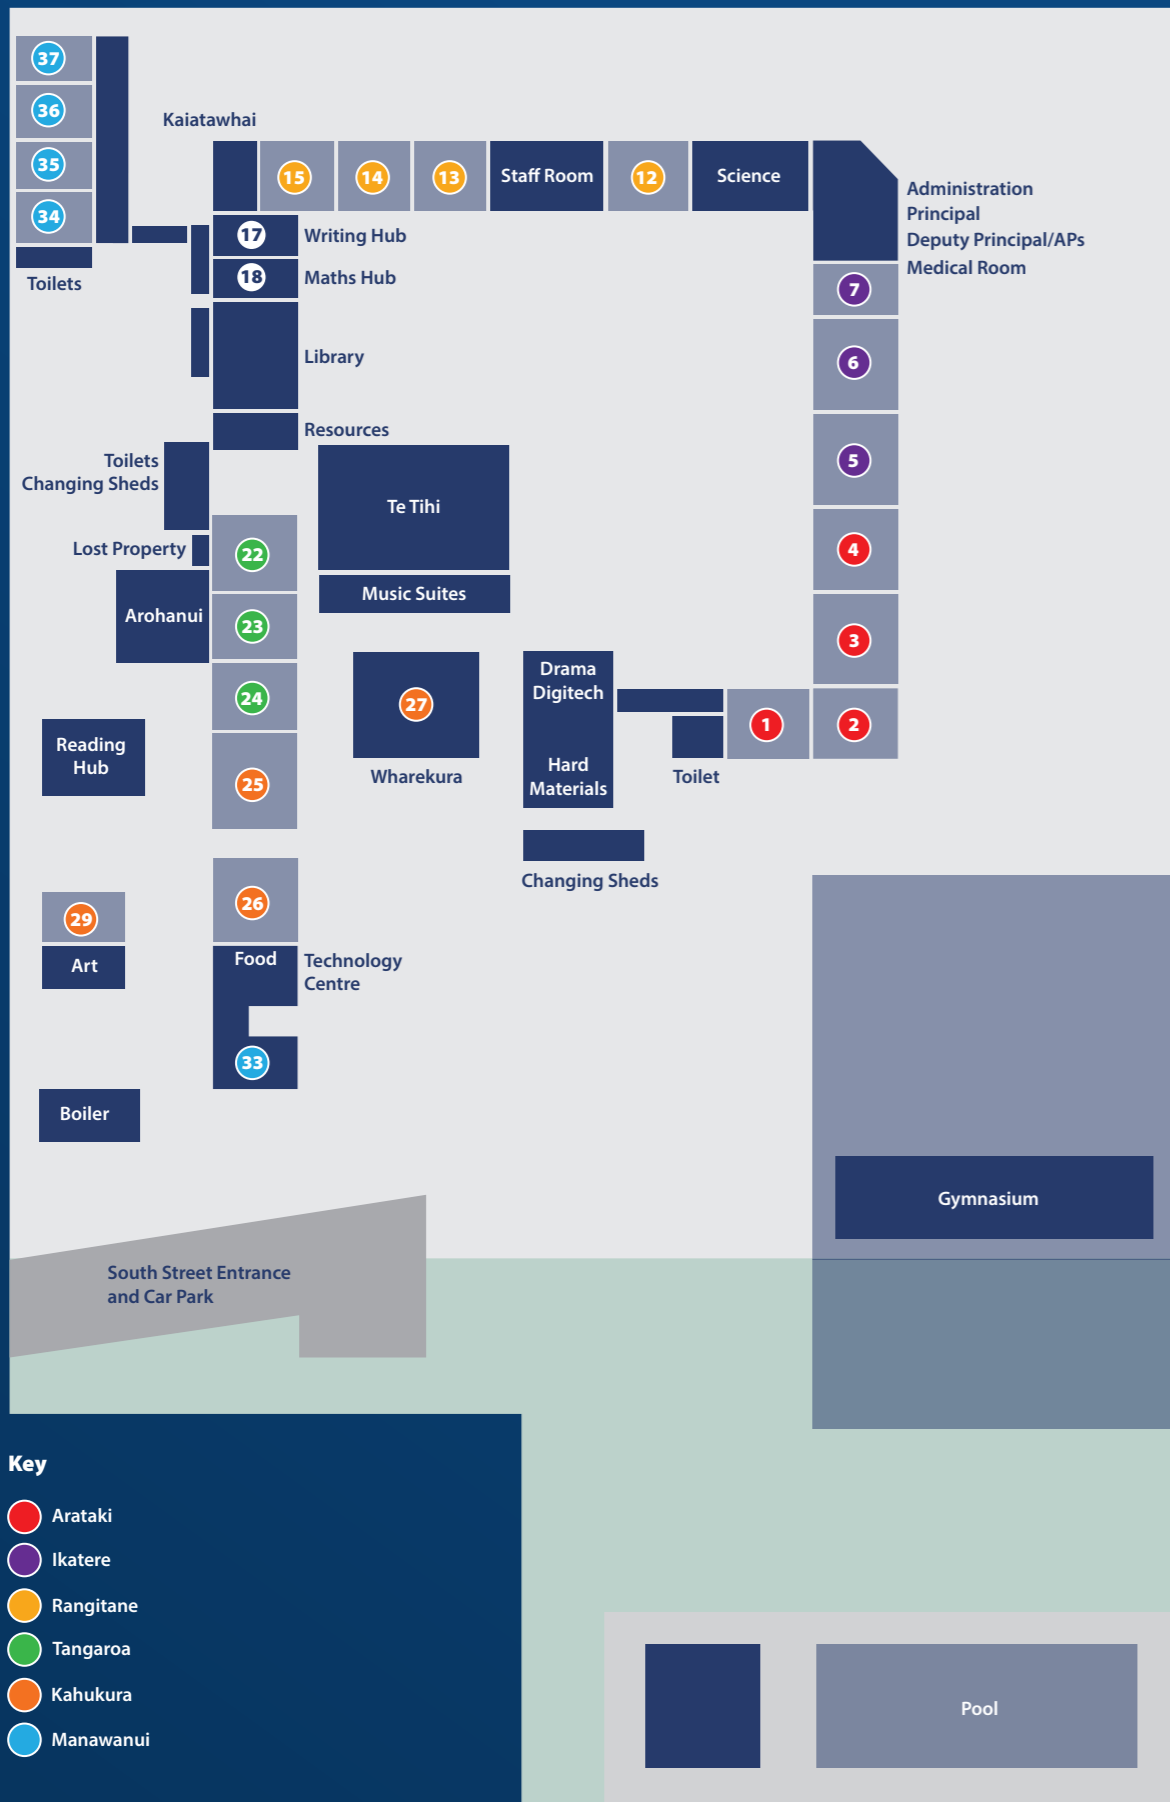 37
36
35
34
Toilets
Kaiatawhai
15
14
13
Staff Room
12
Science
Administration
Principal
Deputy Principal/APs
Medical Room
17
Writing Hub
18
Maths Hub
Library
Resources
7
6
5
4
3
2
1
Toilets
Changing Sheds
Te Tihi
Music Suites
Lost Property
22
Arohanui
23
24
25
27
Wharekura
Drama
Digitech
Hard
Materials
Toilet
Changing Sheds
Reading
Hub
26
29
Art
Food
Technology
Centre
33
Boiler
Gymnasium
South Street Entrance
and Car Park
Key
Arataki
Ikatere
Rangitane
Tangaroa
Kahukura
Manawanui
Pool